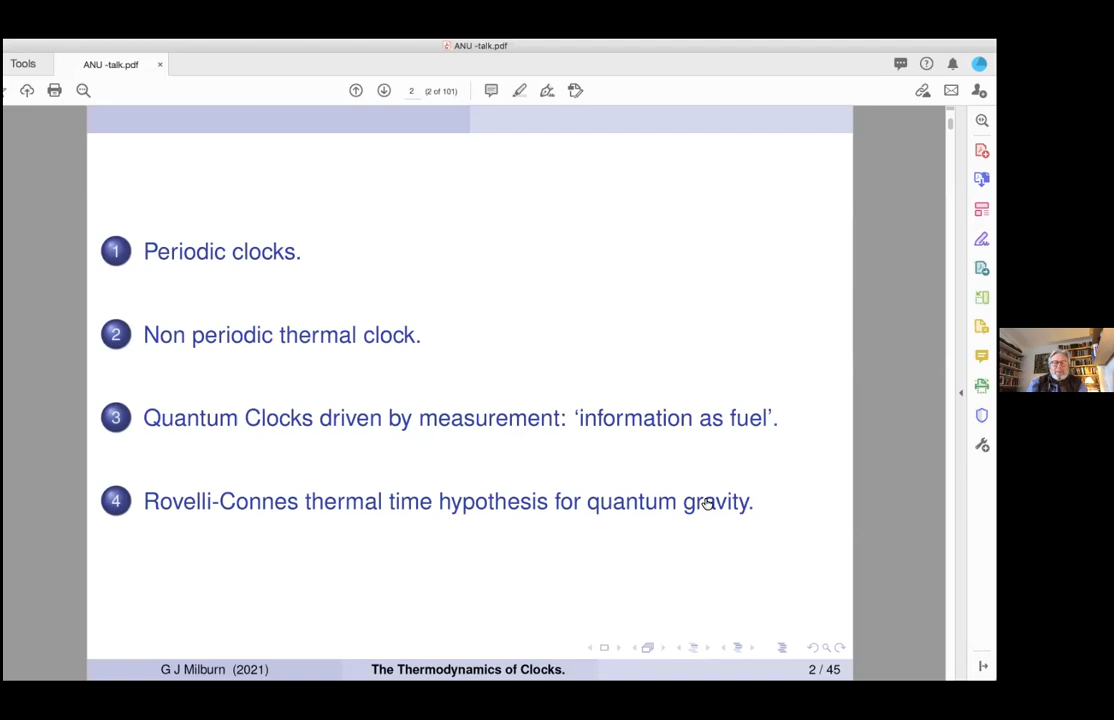 ANU -talk.pdf
Tools
ANU -talk.pdf ×
2 (2 of 101)
1 Periodic clocks.
2 Non periodic thermal clock.
3 Quantum Clocks driven by measurement: ‘information as fuel’.
4 Rovelli-Connes thermal time hypothesis for quantum gravity.
G J Milburn (2021) The Thermodynamics of Clocks. 2 / 45